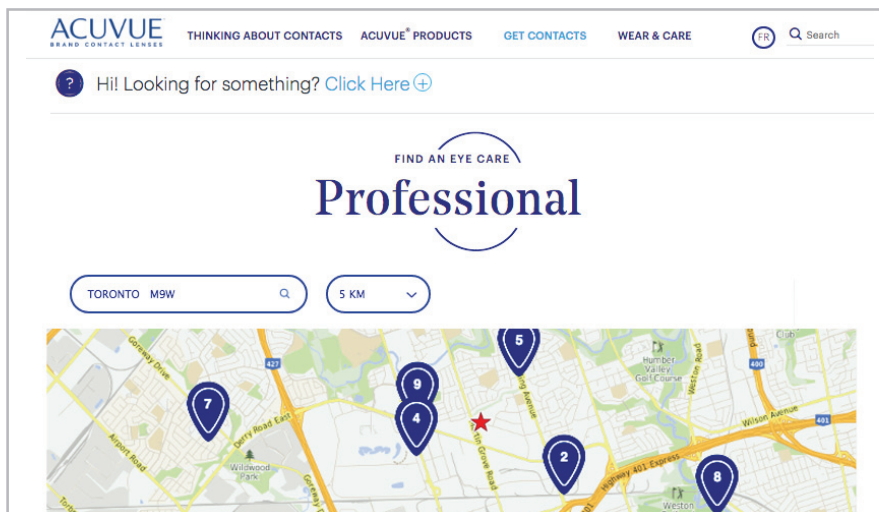 ACUVUE
BRAND CONTACT LENSES
THINKING ABOUT CONTACTS ACUVUE® PRODUCTS GET CONTACTS WEAR & CARE FR Search
? Hi! Looking for something? Click Here
FIND AN EYE CARE
Professional
TORONTO M9W 5 KM
Goreway Drive
427
5
Humber
Valley
Golf Course
Weston Road
400
Club
9
7
4
Derry Road East
Airport Road
Wilson Avenue
401
Wildwood
Park
2
Highway 401 Express
8
Weston